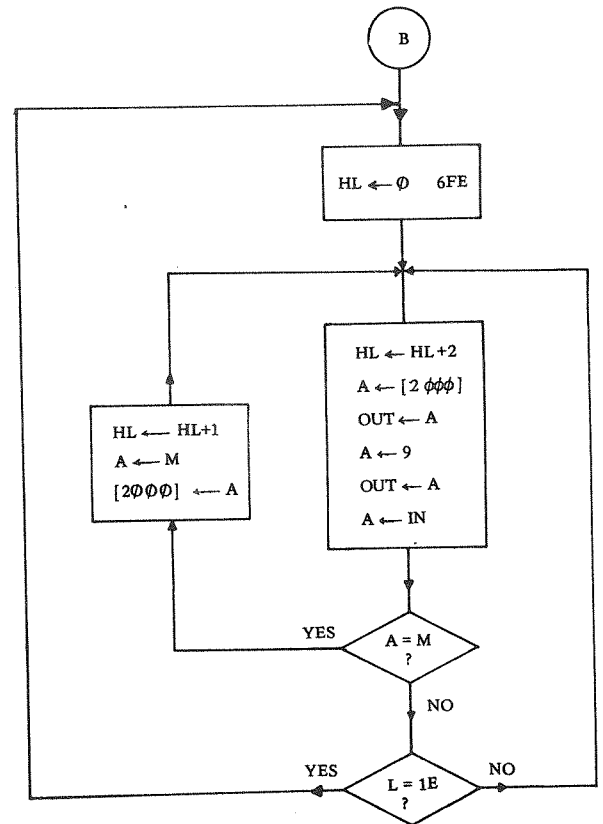 B
HL ← Ø 6FE
HL ← HL+2
A ← [2 ØØØ]
OUT ← A
A ← 9
OUT ← A
A ← IN
HL ← HL+1
A ← M
[2ØØØ] ← A
YES
A = M
?
NO
YES
L = 1E
?
NO